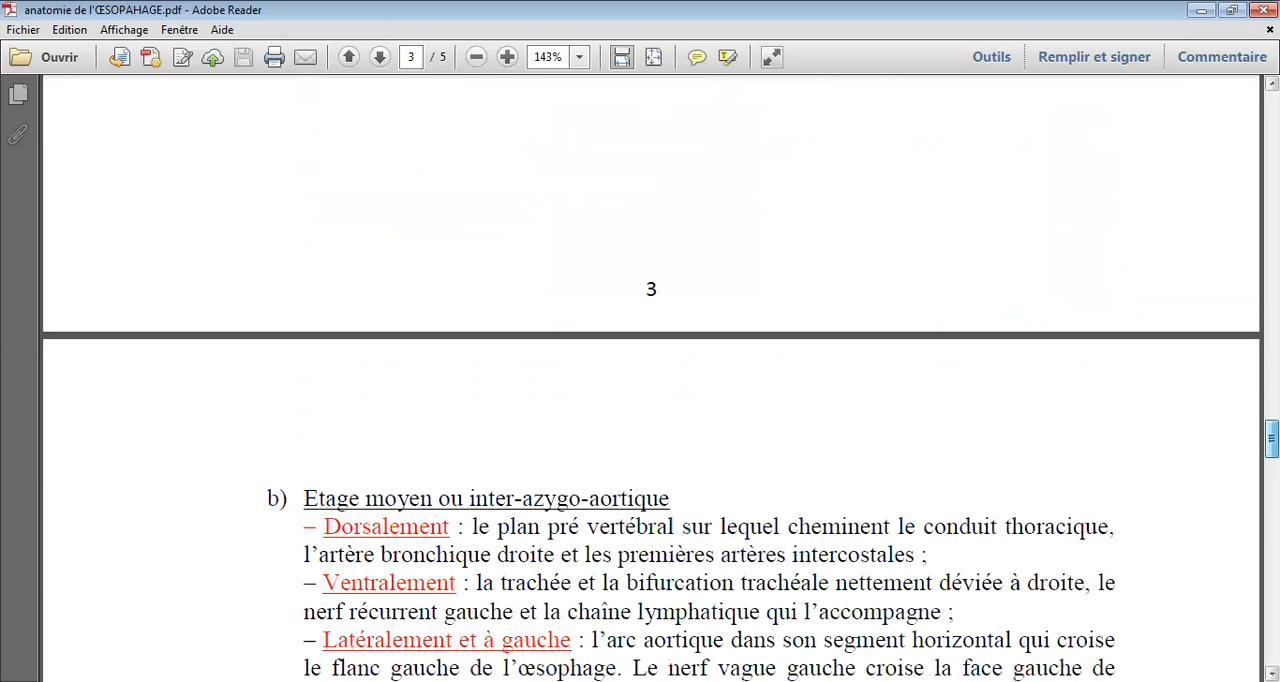 anatomie de l'ŒSOPAHAGE.pdf - Adobe Reader
Fichier Edition Affichage Fenêtre Aide
Ouvrir 3 / 5 143% Outils Remplir et signer Commentaire
3
b) Etage moyen ou inter-azygo-aortique
– Dorsalement : le plan pré vertébral sur lequel cheminent le conduit thoracique,
l’artère bronchique droite et les premières artères intercostales ;
– Ventralement : la trachée et la bifurcation trachéale nettement déviée à droite, le
nerf récurrent gauche et la chaîne lymphatique qui l’accompagne ;
– Latéralement et à gauche : l’arc aortique dans son segment horizontal qui croise
le flanc gauche de l’œsophage. Le nerf vague gauche croise la face gauche de